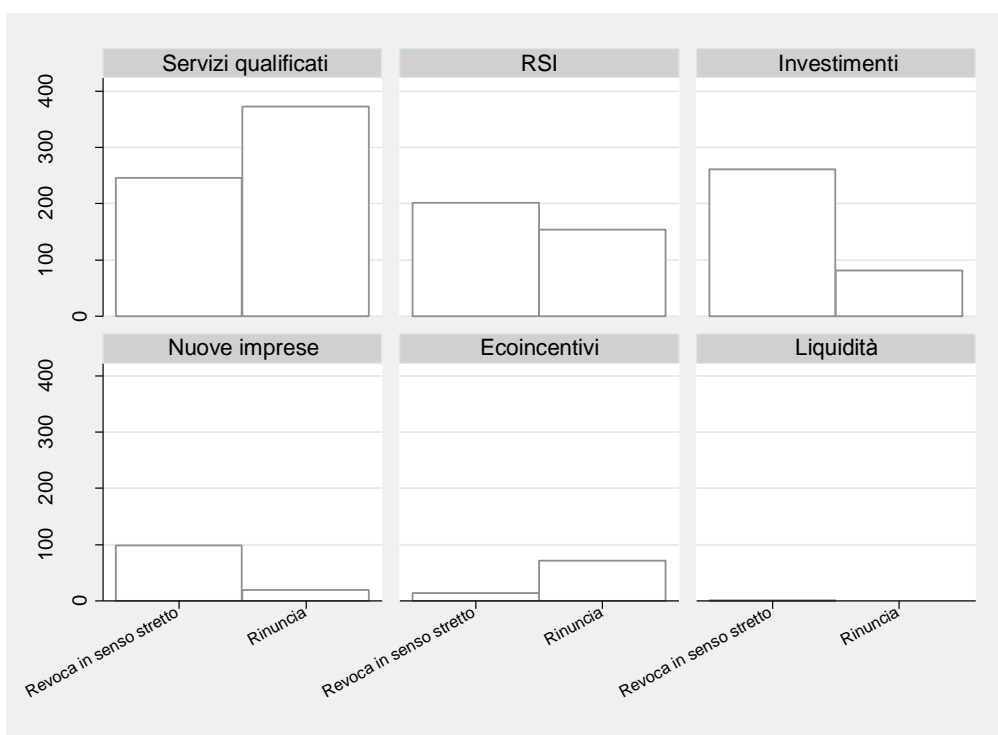 Servizi qualificati
RSI
Investimenti
400
300
200
100
0
Nuove imprese
Ecoincentivi
Liquidità
400
300
200
100
0
Revoca in senso stretto
Rinuncia
Revoca in senso stretto
Rinuncia
Revoca in senso stretto
Rinuncia